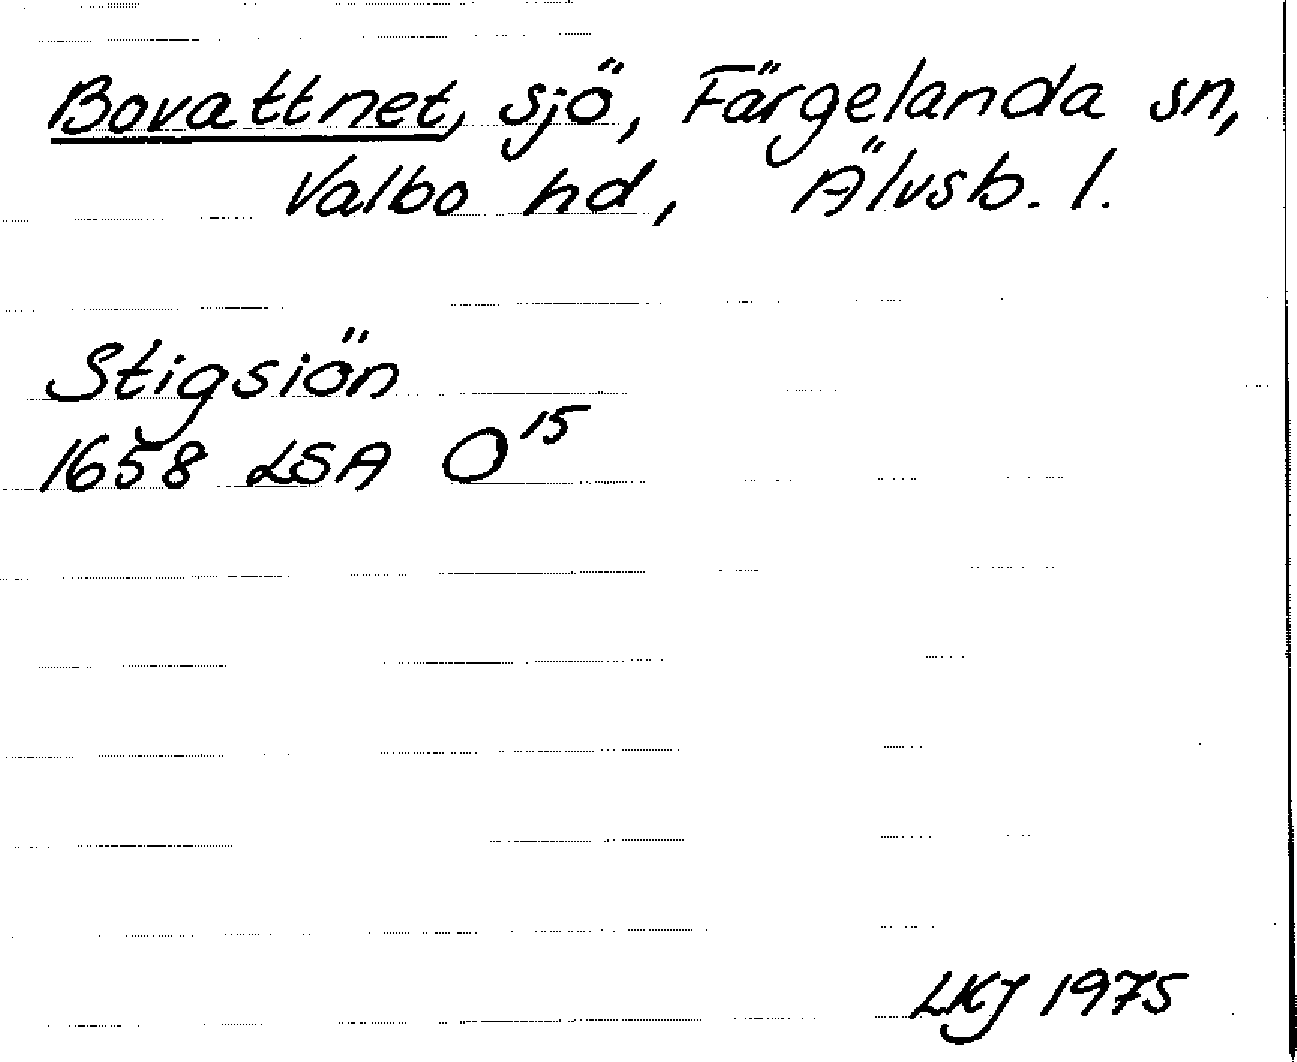 Bovattnet, sjö, Färgelanda sn,
Valbo hd, Älvsb. l.
Stigsiön
1658 LSA O15
LKJ 1975